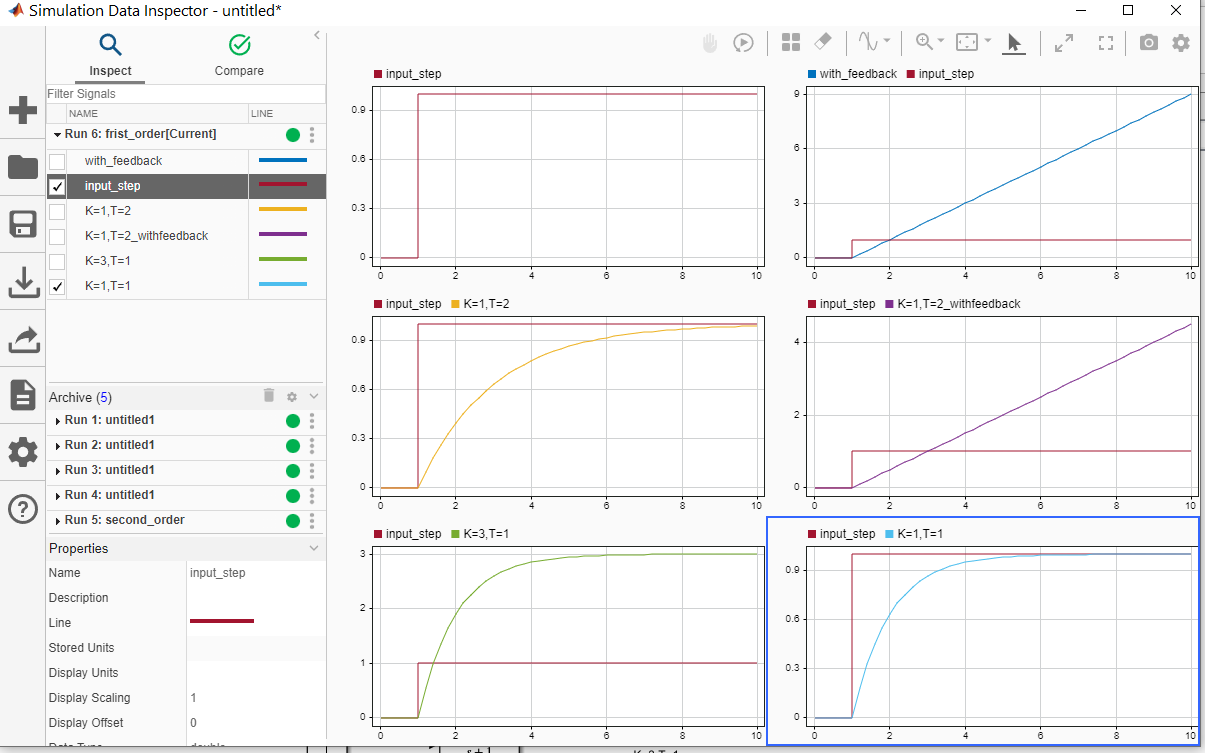 Simulation Data Inspector - untitled*
Inspect
Compare
Filter Signals
NAME
LINE
Run 6: frist_order[Current]
with_feedback
input_step
K=1,T=2
K=1,T=2_withfeedback
K=3,T=1
K=1,T=1
Archive (5)
Run 1: untitled1
Run 2: untitled1
Run 3: untitled1
Run 4: untitled1
Run 5: second_order
Properties
Name input_step
Description
Line
Stored Units
Display Units
Display Scaling 1
Display Offset 0
input_step
0.9
0.6
0.3
0
0 2 4 6 8 10
with_feedback input_step
9
6
3
0
0 2 4 6 8 10
input_step K=1,T=2
0.9
0.6
0.3
0
0 2 4 6 8 10
input_step K=1,T=2_withfeedback
4
2
0
0 2 4 6 8 10
input_step K=3,T=1
3
2
1
0
0 2 4 6 8 10
input_step K=1,T=1
0.9
0.6
0.3
0
0 2 4 6 8 10